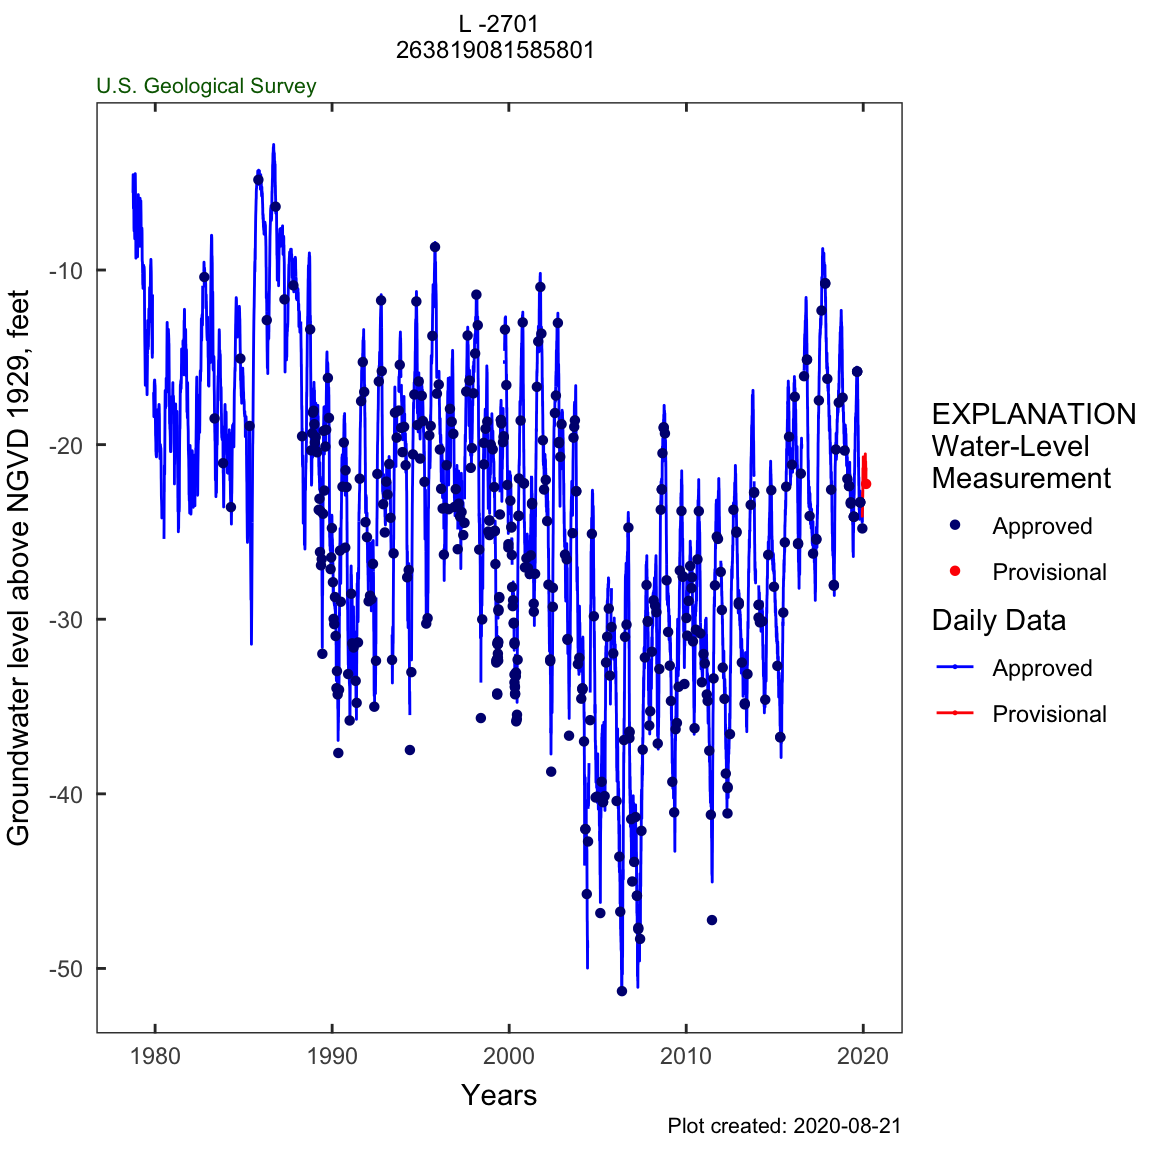 L -2701
263819081585801
U.S. Geological Survey
-10
-20
-30
-40
-50
Groundwater level above NGVD 1929, feet
1980
1990
2000
2010
2020
Years
Plot created: 2020-08-21
EXPLANATION
Water-Level
Measurement
Approved
Provisional
Daily Data
Approved
Provisional